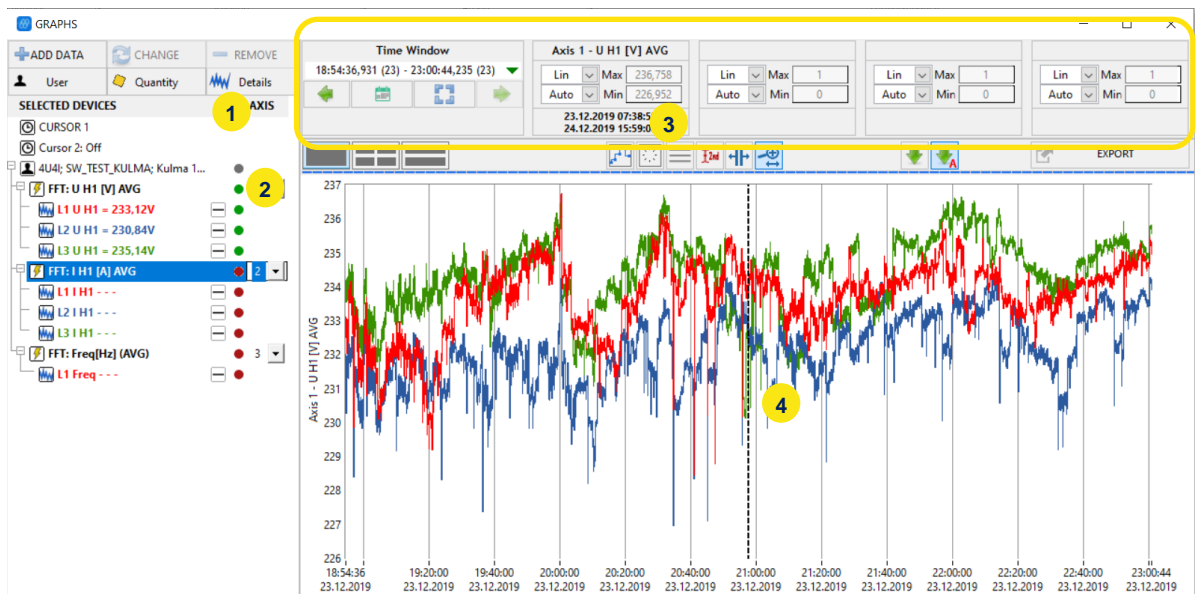 GRAPHS
ADD DATA CHANGE REMOVE
User Quantity Details
SELECTED DEVICES AXIS
1
CURSOR 1
Cursor 2: Off
4U4I; SW_TEST_KULMA; Kulma 1...
FFT: U H1 [V] AVG
2
L1 U H1 = 233,12V
L2 U H1 = 230,84V
L3 U H1 = 235,14V
FFT: I H1 [A] AVG 2
L1 I H1 - - -
L2 I H1 - - -
L3 I H1 - - -
FFT: Freq[Hz] (AVG) 3
L1 Freq - - -
Time Window
18:54:36,931 (23) - 23:00:44,235 (23)
Axis 1 - U H1 [V] AVG
Lin Max 236,758
Auto Min 226,952
23.12.2019 07:38:5
24.12.2019 15:59:0
3
Lin Max 1
Auto Min 0
Lin Max 1
Auto Min 0
Lin Max 1
Auto Min 0
2nd
A
EXPORT
Axis 1 - U H1 [V] AVG
237
236
235
234
233
232
231
230
229
228
227
226
4
18:54:36 19:20:00 19:40:00 20:00:00 20:20:00 20:40:00 21:00:00 21:20:00 21:40:00 22:00:00 22:20:00 22:40:00 23:00:44
23.12.2019 23.12.2019 23.12.2019 23.12.2019 23.12.2019 23.12.2019 23.12.2019 23.12.2019 23.12.2019 23.12.2019 23.12.2019 23.12.2019 23.12.2019